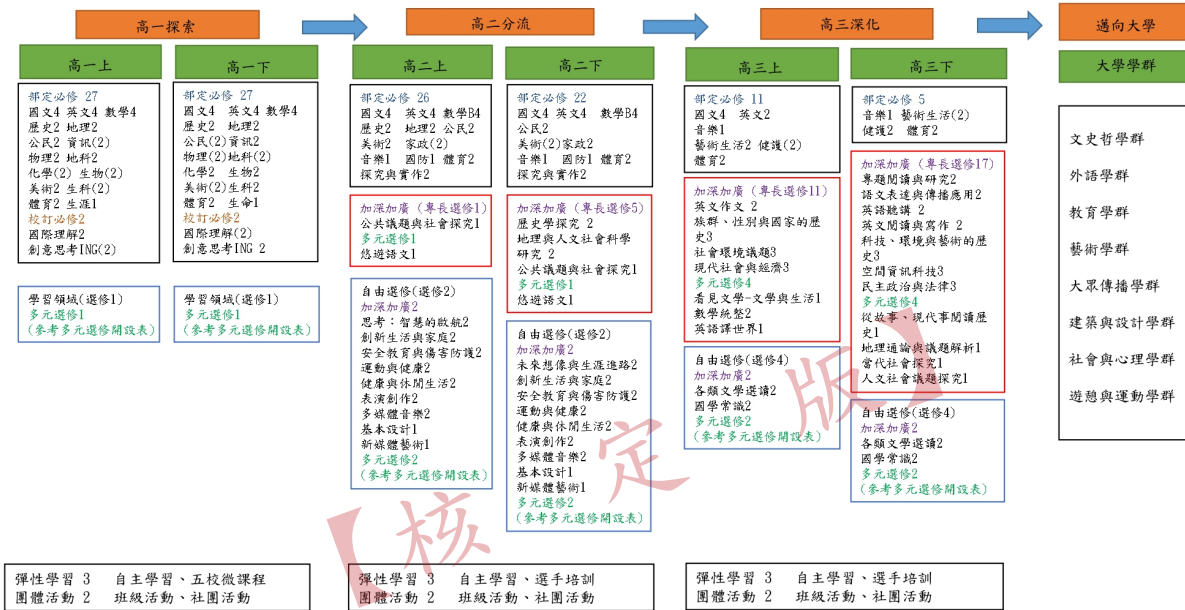 高一探索
高二分流
高三深化
邁向大學
高一上
高一下
高二上
高二下
高三上
高三下
大學學群
部定必修 27
國文4 英文4 數學4
歷史2 地理2
公民2 資訊(2)
物理2 地科2
化學(2) 生物(2)
美術2 生科(2)
體育2 生涯1
校訂必修2
國際理解2
創意思考ING(2)
學習領域(選修1)
多元選修1
(參考多元選修開設表)
部定必修 27
國文4 英文4 數學4
歷史2 地理2
公民(2)資訊2
物理(2)地科(2)
化學2 生物2
美術(2)生科2
體育2 生命1
校訂必修2
國際理解(2)
創意思考ING 2
學習領域(選修1)
多元選修1
(參考多元選修開設表)
部定必修 26
國文4 英文4 數學B4
歷史2 地理2 公民2
美術2 家政(2)
音樂1 國防1 體育2
探究與實作2
加深加廣 (專長選修1)
公共議題與社會探究1
多元選修1
悠遊語文1
自由選修(選修2)
加深加廣2
思考：智慧的啟航2
創新生活與家庭2
安全教育與傷害防護2
運動與健康2
健康與休閒生活2
表演創作2
多媒體音樂2
基本設計1
新媒體藝術1
多元選修2
(參考多元選修開設表)
部定必修 22
國文4 英文4 數學B4
公民2
美術(2)家政2
音樂1 國防1 體育2
探究與實作2
加深加廣 (專長選修5)
歷史學探究 2
地理與人文社會科學
研究 2
公共議題與社會探究1
多元選修1
悠遊語文1
自由選修(選修2)
加深加廣2
未來想像與生涯進路2
創新生活與家庭2
安全教育與傷害防護2
運動與健康2
健康與休閒生活2
表演創作2
多媒體音樂2
基本設計1
新媒體藝術1
多元選修2
(參考多元選修開設表)
部定必修 11
國文4 英文2
音樂1
藝術生活2 健護(2)
體育2
加深加廣 (專長選修11)
英文作文 2
族群、性別與國家的歷
史3
社會環境議題3
現代社會與經濟3
多元選修4
看見文學-文學與生活1
數學統整2
英語譯世界1
自由選修(選修4)
加深加廣2
各類文學選讀2
國學常識2
多元選修2
(參考多元選修開設表)
部定必修 5
音樂1 藝術生活(2)
健護2 體育2
加深加廣(專長選修17)
專題閱讀與研究2
語文表達與傳播應用2
英語聽講 2
英文閱讀與寫作 2
科技、環境與藝術的歷
史3
空間資訊科技3
民主政治與法律3
多元選修4
從故事、現代事閱讀歷
史1
地理通論與議題解析1
當代社會探究1
人文社會議題探究1
自由選修(選修4)
加深加廣2
各類文學選讀2
國學常識2
多元選修2
(參考多元選修開設表)
文史哲學群
外語學群
教育學群
藝術學群
大眾傳播學群
建築與設計學群
社會與心理學群
遊憩與運動學群
彈性學習 3 自主學習、五校微課程
團體活動 2 班級活動、社團活動
彈性學習 3 自主學習、選手培訓
團體活動 2 班級活動、社團活動
彈性學習 3 自主學習、選手培訓
團體活動 2 班級活動、社團活動
【核定版】